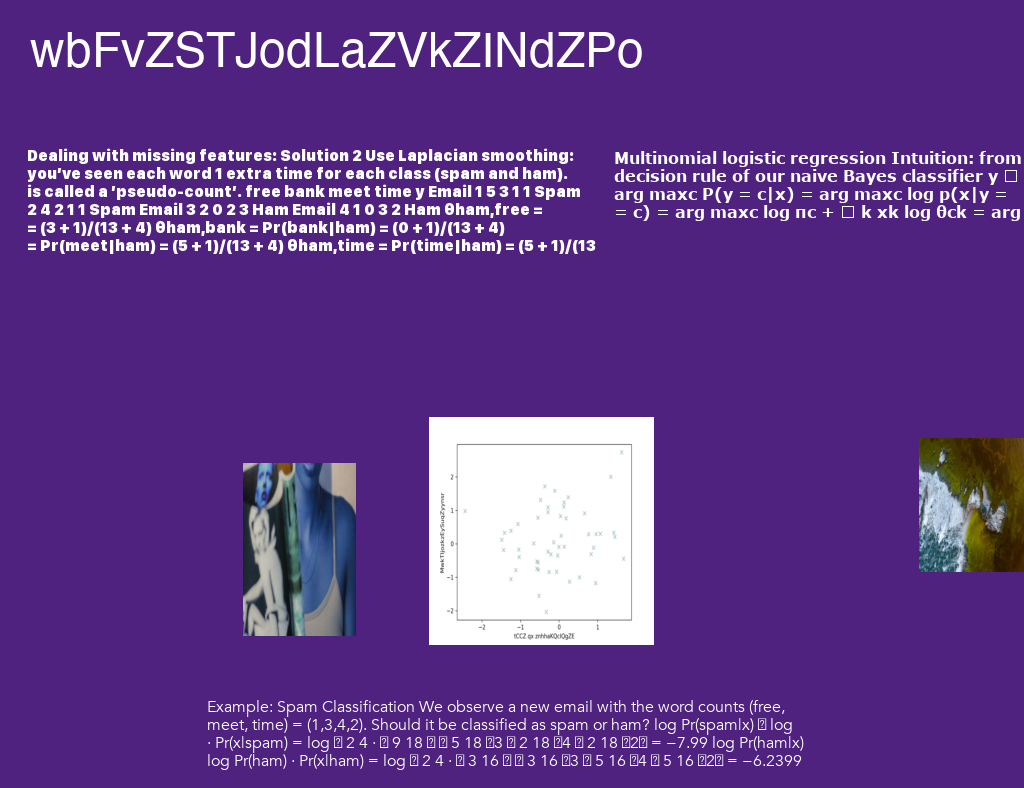 wbFvZSTJodLaZVkZINdZPo
Dealing with missing features: Solution 2 Use Laplacian smoothing:
you've seen each word 1 extra time for each class (spam and ham).
is called a 'pseudo-count'. free bank meet time y Email 1 5 3 1 1 Spam
2 4 2 1 1 Spam Email 3 2 0 2 3 Ham Email 4 1 0 3 2 Ham θham,free =
= (3 + 1)/(13 + 4) θham,bank = Pr(bank|ham) = (0 + 1)/(13 + 4)
= Pr(meet|ham) = (5 + 1)/(13 + 4) θham,time = Pr(time|ham) = (5 + 1)/(13
Multinomial logistic regression Intuition: from
decision rule of our naive Bayes classifier y □
arg maxc P(y = c|x) = arg maxc log p(x|y =
= c) = arg maxc log πc + □ k xk log θck = arg
2
1
0
−1
−2
−2 −1 0 1
Example: Spam Classification We observe a new email with the word counts (free,
meet, time) = (1,3,4,2). Should it be classified as spam or ham? log Pr(spam|x) ⍰ log
· Pr(x|spam) = log ⍰ 2 4 · ⍰ 9 18 ⍰ ⍰ 5 18 ⍰3 ⍰ 2 18 ⍰4 ⍰ 2 18 ⍰2⍰ = −7.99 log Pr(ham|x)
log Pr(ham) · Pr(x|ham) = log ⍰ 2 4 · ⍰ 3 16 ⍰ ⍰ 3 16 ⍰3 ⍰ 5 16 ⍰4 ⍰ 5 16 ⍰2⍰ = −6.2399